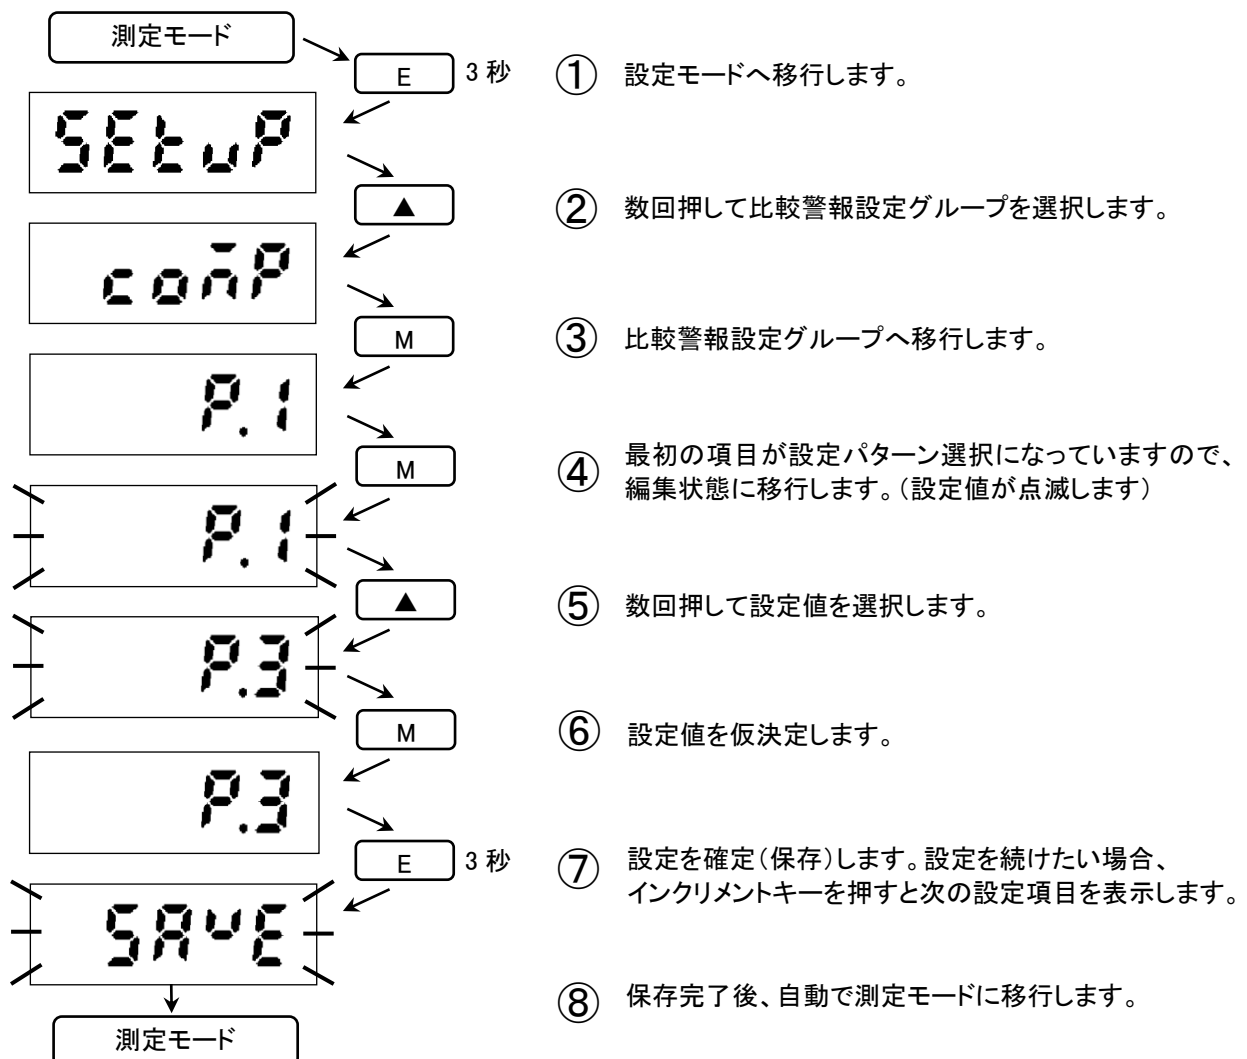 測定モード
E 3 秒 ① 設定モードへ移行します。
SEtuP
▲ ② 数回押して比較警報設定グループを選択します。
comP
M ③ 比較警報設定グループへ移行します。
P.1
M ④ 最初の項目が設定パターン選択になっていますので、
編集状態に移行します。（設定値が点滅します）
P.1
▲ ⑤ 数回押して設定値を選択します。
P.3
M ⑥ 設定値を仮決定します。
P.3
E 3 秒 ⑦ 設定を確定（保存）します。設定を続けたい場合、
インクリメントキーを押すと次の設定項目を表示します。
SAvE
⑧ 保存完了後、自動で測定モードに移行します。
測定モード